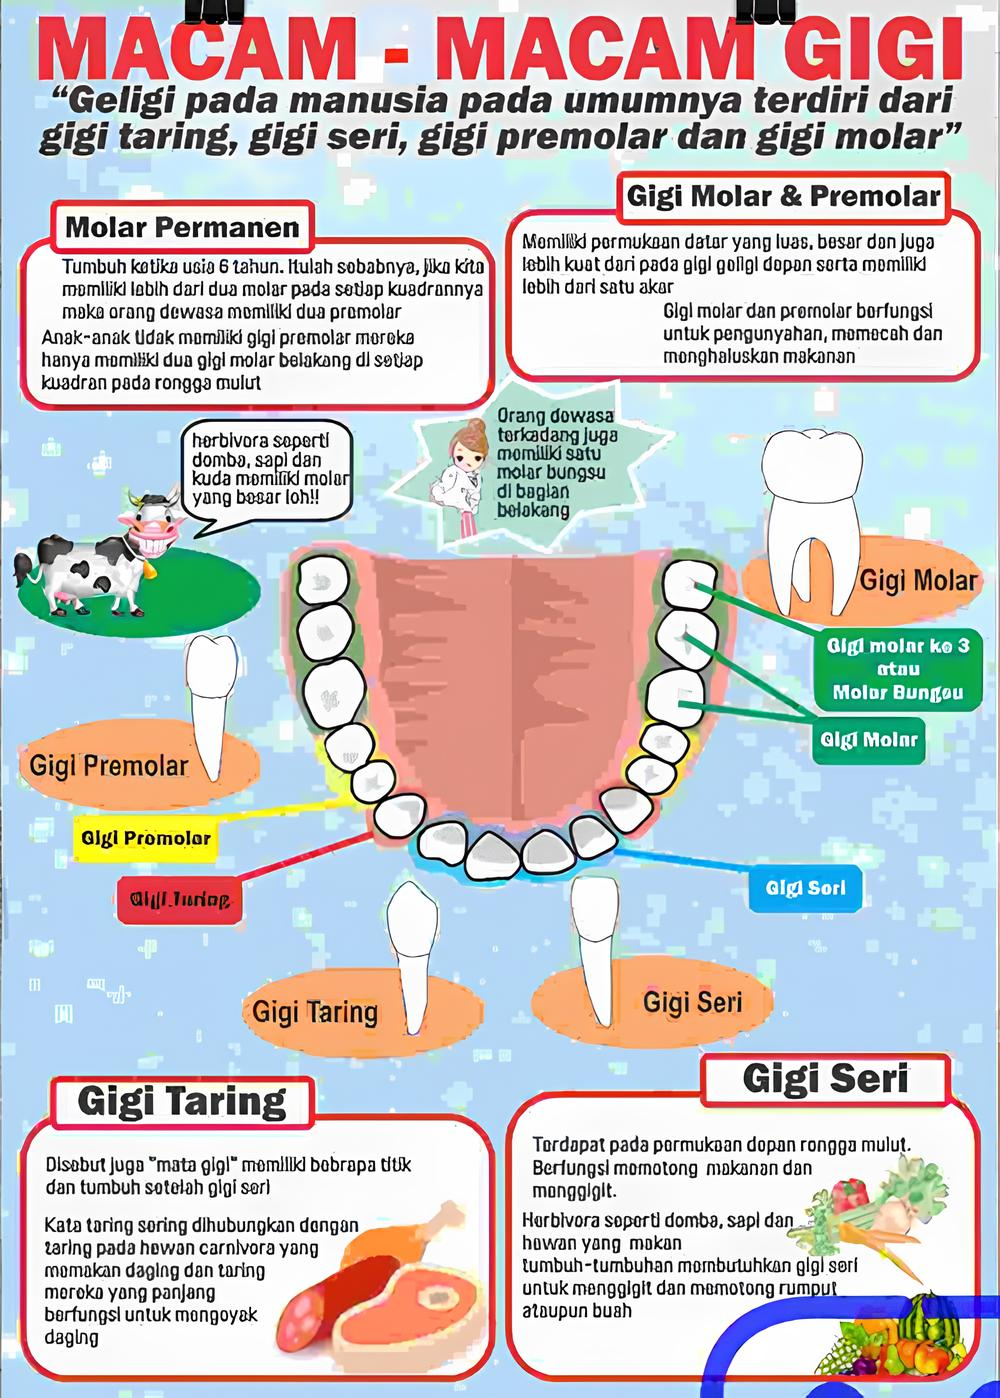 MACAM - MACAM GIGI
“Geligi pada manusia pada umumnya terdiri dari
gigi taring, gigi seri, gigi premolar dan gigi molar”
Molar Permanen
Tumbuh ketika usia 6 tahun. Itulah sebabnya, jika kita
memiliki lebih dari dua molar pada setiap kuadrannya
maka orang dewasa memiliki dua premolar
Anak-anak tidak memiliki gigi premolar mereka
hanya memiliki dua gigi molar belakang di setiap
kuadran pada rongga mulut
Gigi Molar & Premolar
Memiliki permukaan datar yang luas, besar dan juga
lebih kuat dari pada gigi geligi depan serta memiliki
lebih dari satu akar
Gigi molar dan premolar berfungsi
untuk pengunyahan, memecah dan
menghaluskan makanan
herbivora seperti
domba, sapi dan
kuda memiliki molar
yang besar loh!!
Orang dewasa
terkadang juga
memiliki satu
molar bungsu
di bagian
belakang
Gigi Molar
Gigi molar ke 3
atau
Molar Bungsu
Gigi Molar
Gigi Premolar
Gigi Premolar
Gigi Taring
Gigi Seri
Gigi Taring
Gigi Seri
Gigi Taring
Disebut juga "mata gigi" memiliki bebrapa titik
dan tumbuh setelah gigi seri
Kata taring sering dihubungkan dengan
taring pada hewan carnivora yang
memakan daging dan taring
mereka yang panjang
berfungsi untuk mengoyak
daging
Gigi Seri
Terdapat pada permukaan depan rongga mulut.
Berfungsi memotong makanan dan
menggigit.
Herbivora seperti domba, sapi dan
hewan yang makan
tumbuh-tumbuhan membutuhkan gigi seri
untuk menggigit dan memotong rumput
ataupun buah